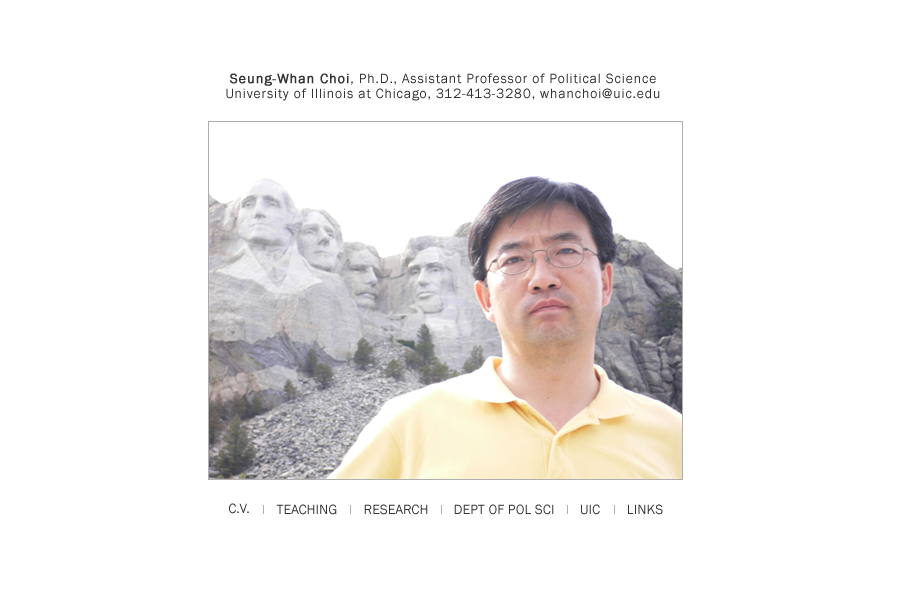 Seung-Whan Choi, Ph.D., Assistant Professor of Political Science
University of Illinois at Chicago, 312-413-3280, whanchoi@uic.edu
C.V. | TEACHING | RESEARCH | DEPT OF POL SCI | UIC | LINKS